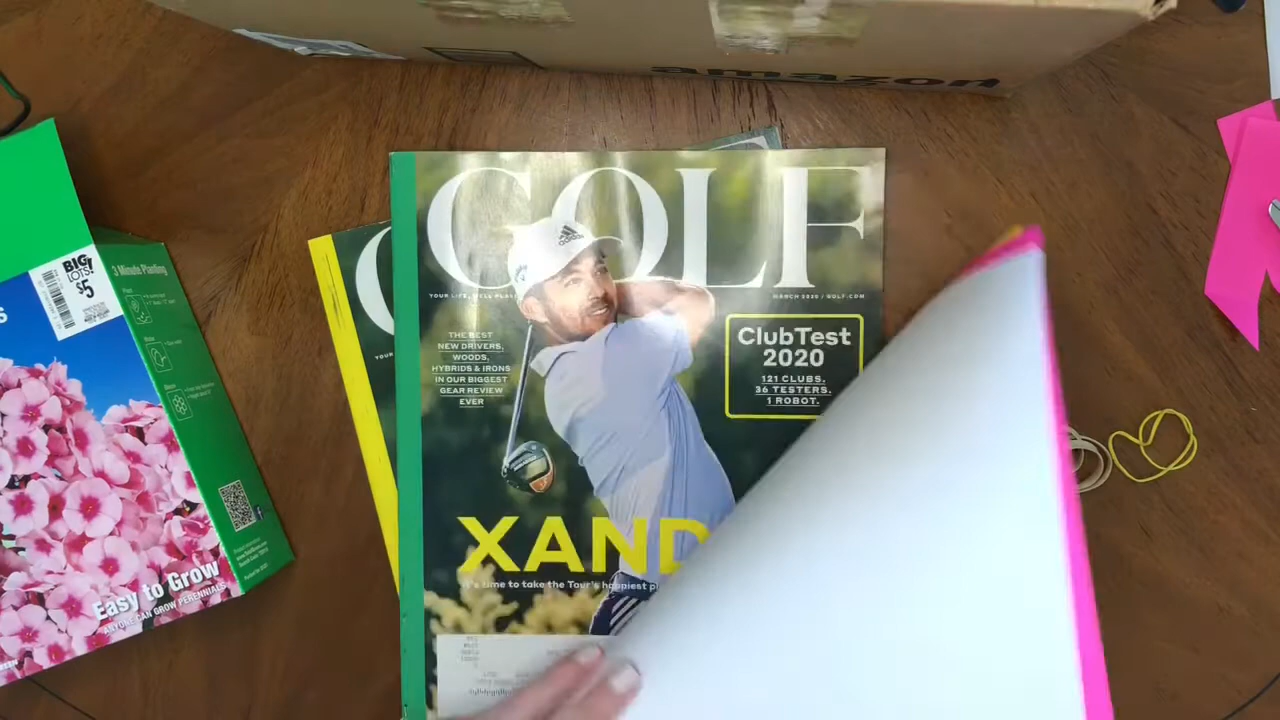 amazon
GOLF
adidas
YOUR LIFE, WELL PLAYED
MARCH 2020 / GOLF.COM
THE BEST
NEW DRIVERS,
WOODS,
HYBRIDS & IRONS
IN OUR BIGGEST
GEAR REVIEW
EVER
ClubTest
2020
121 CLUBS.
36 TESTERS.
1 ROBOT.
XAND
It's time to take the Tour's happiest pl
BIG
LOTS!
$5
3 Minute Planting
Easy to Grow
ANYONE CAN GROW PERENNIALS